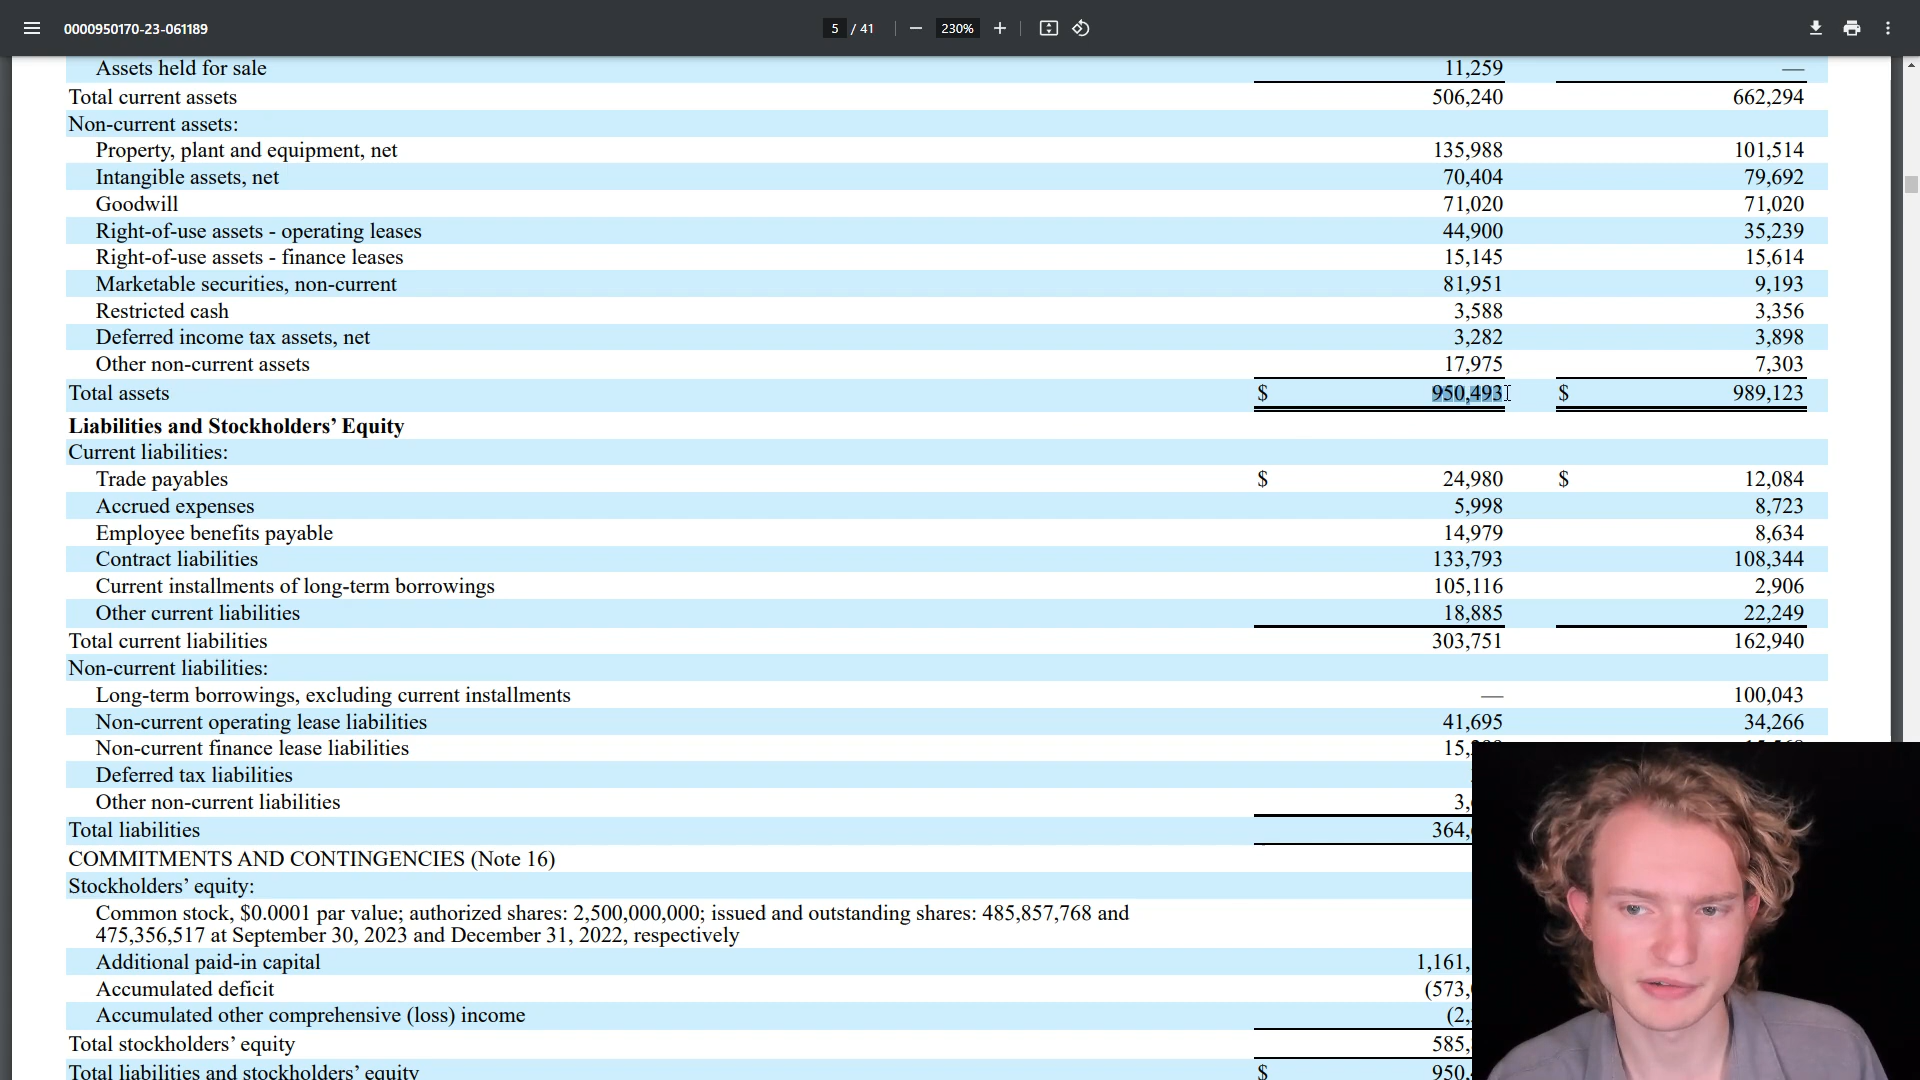 0000950170-23-061189
5 / 41
230%
Assets held for sale 11,259 —
Total current assets 506,240 662,294
Non-current assets:
Property, plant and equipment, net 135,988 101,514
Intangible assets, net 70,404 79,692
Goodwill 71,020 71,020
Right-of-use assets - operating leases 44,900 35,239
Right-of-use assets - finance leases 15,145 15,614
Marketable securities, non-current 81,951 9,193
Restricted cash 3,588 3,356
Deferred income tax assets, net 3,282 3,898
Other non-current assets 17,975 7,303
Total assets $ 950,493 $ 989,123
Liabilities and Stockholders’ Equity
Current liabilities:
Trade payables $ 24,980 $ 12,084
Accrued expenses 5,998 8,723
Employee benefits payable 14,979 8,634
Contract liabilities 133,793 108,344
Current installments of long-term borrowings 105,116 2,906
Other current liabilities 18,885 22,249
Total current liabilities 303,751 162,940
Non-current liabilities:
Long-term borrowings, excluding current installments — 100,043
Non-current operating lease liabilities 41,695 34,266
Non-current finance lease liabilities 15,
Deferred tax liabilities
Other non-current liabilities 3,
Total liabilities 364,
COMMITMENTS AND CONTINGENCIES (Note 16)
Stockholders’ equity:
Common stock, $0.0001 par value; authorized shares: 2,500,000,000; issued and outstanding shares: 485,857,768 and
475,356,517 at September 30, 2023 and December 31, 2022, respectively
Additional paid-in capital 1,161,
Accumulated deficit (573,
Accumulated other comprehensive (loss) income (2,
Total stockholders’ equity 585,
Total liabilities and stockholders’ equity $ 950,